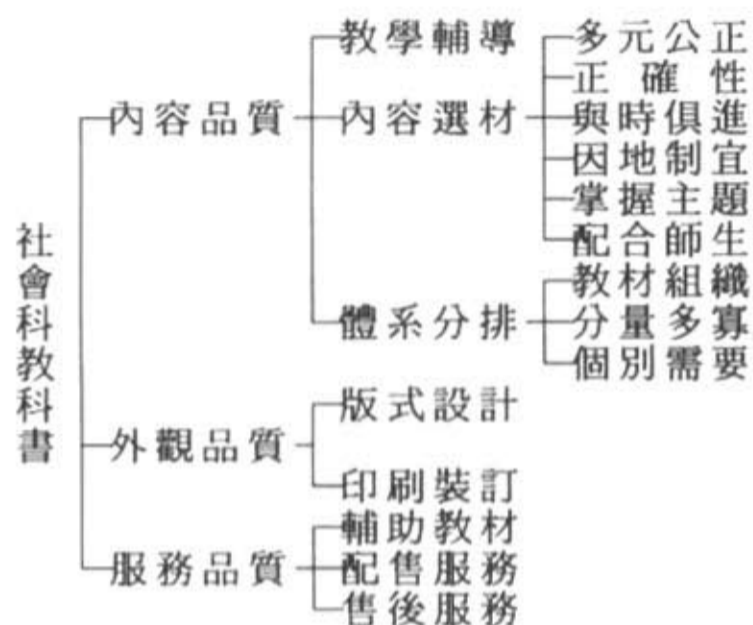 社會科教科書
內容品質
教學輔導
內容選材
多元公正
正確性
與時俱進
因地制宜
掌握主題
配合師生
體系分排
教材組織
分量多寡
個別需要
外觀品質
版式設計
印刷裝訂
服務品質
輔助教材
配售服務
售後服務